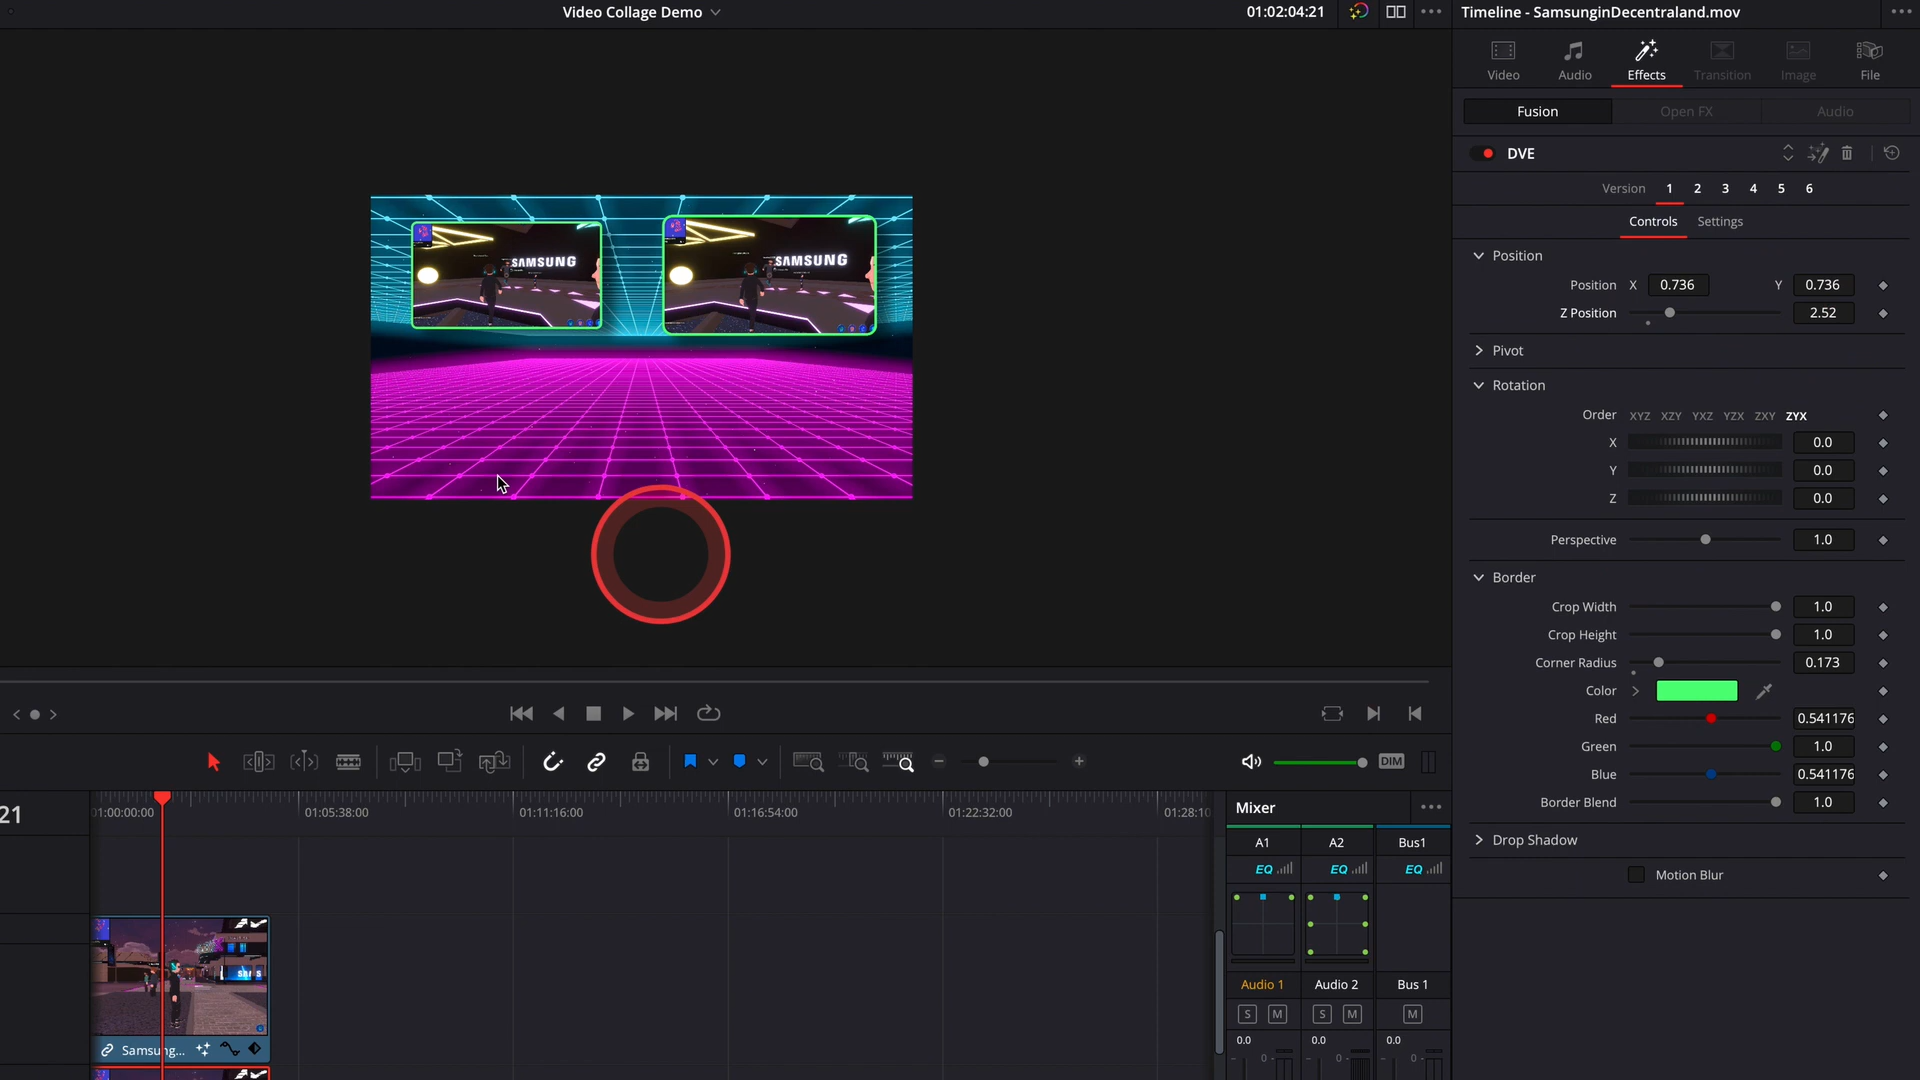 Video Collage Demo
01:02:04:21
Timeline - SamsunginDecentraland.mov
Video
Audio
Effects
Transition
Image
File
Fusion
Open FX
Audio
DVE
Version 1 2 3 4 5 6
Controls
Settings
Position
Position X 0.736 Y 0.736
Z Position 2.52
Pivot
Rotation
Order XYZ XZY YXZ YZX ZXY ZYX
X 0.0
Y 0.0
Z 0.0
Perspective 1.0
Border
Crop Width 1.0
Crop Height 1.0
Corner Radius 0.173
Color
Red 0.541176
Green 1.0
Blue 0.541176
Border Blend 1.0
Drop Shadow
Motion Blur
SAMSUNG
SAMSUNG
DIM
21
01:00:00:00
01:05:38:00
01:11:16:00
01:16:54:00
01:22:32:00
01:28:10
Mixer
A1
A2
Bus1
EQ
EQ
EQ
Audio 1
Audio 2
Bus 1
S M
S M
M
0.0
0.0
0.0
0
0
0
Samsung...